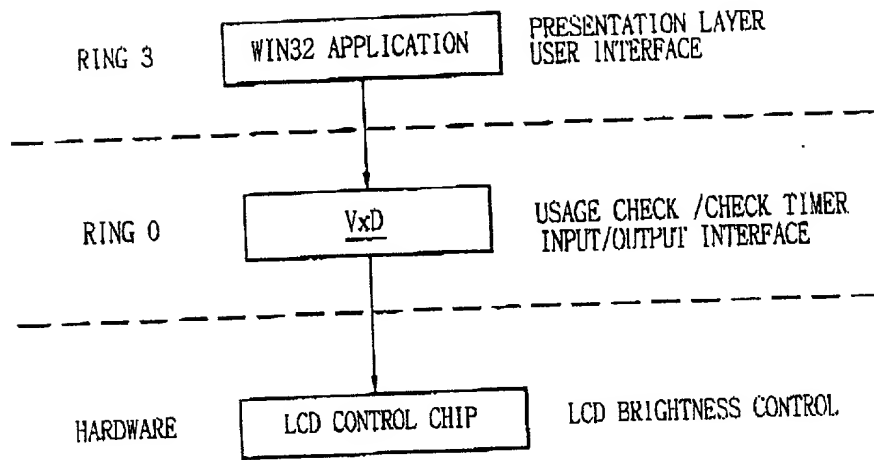 RING 3
WIN32 APPLICATION
PRESENTATION LAYER
USER INTERFACE
RING 0
VxD
USAGE CHECK /CHECK TIMER
INPUT/OUTPUT INTERFACE
HARDWARE
LCD CONTROL CHIP
LCD BRIGHTNESS CONTROL